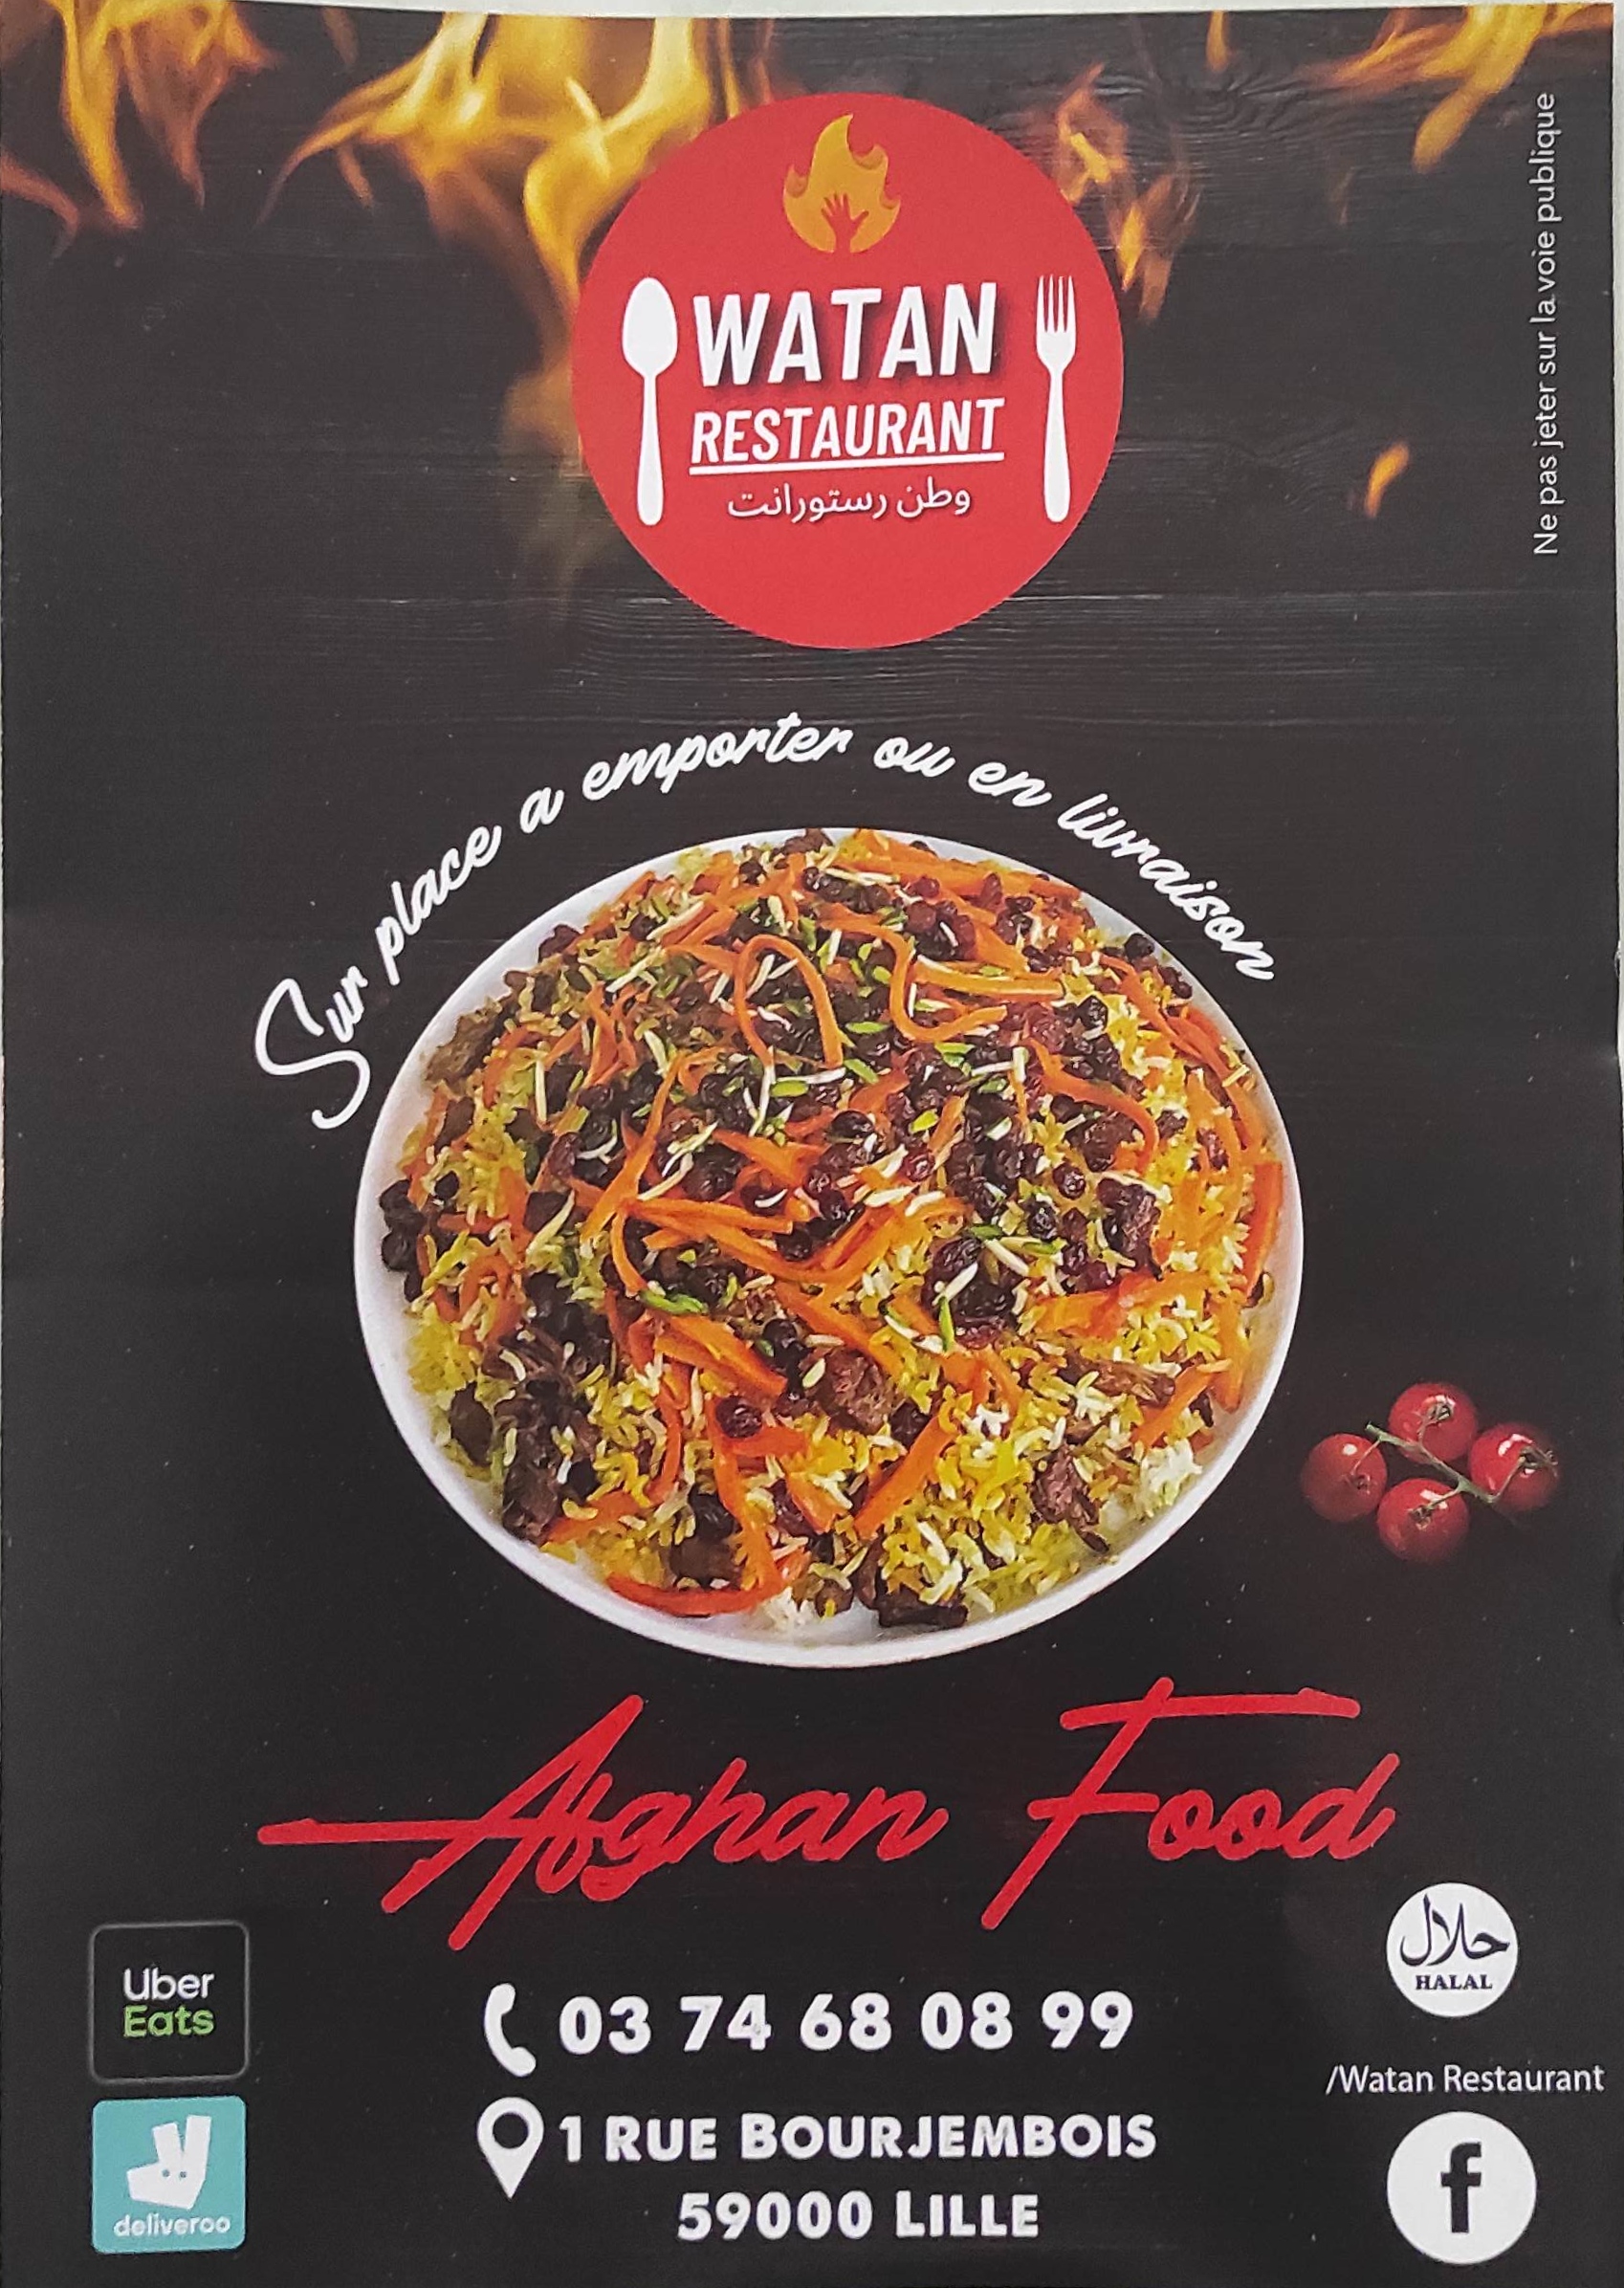 Ne pas jeter sur la voie publique
WATAN
RESTAURANT
وطن رستورانت
Sur place a emporter ou en livraison
Afghan Food
Uber
Eats
deliveroo
03 74 68 08 99
1 RUE BOURJEMBOIS
59000 LILLE
حلال
HALAL
/Watan Restaurant
f